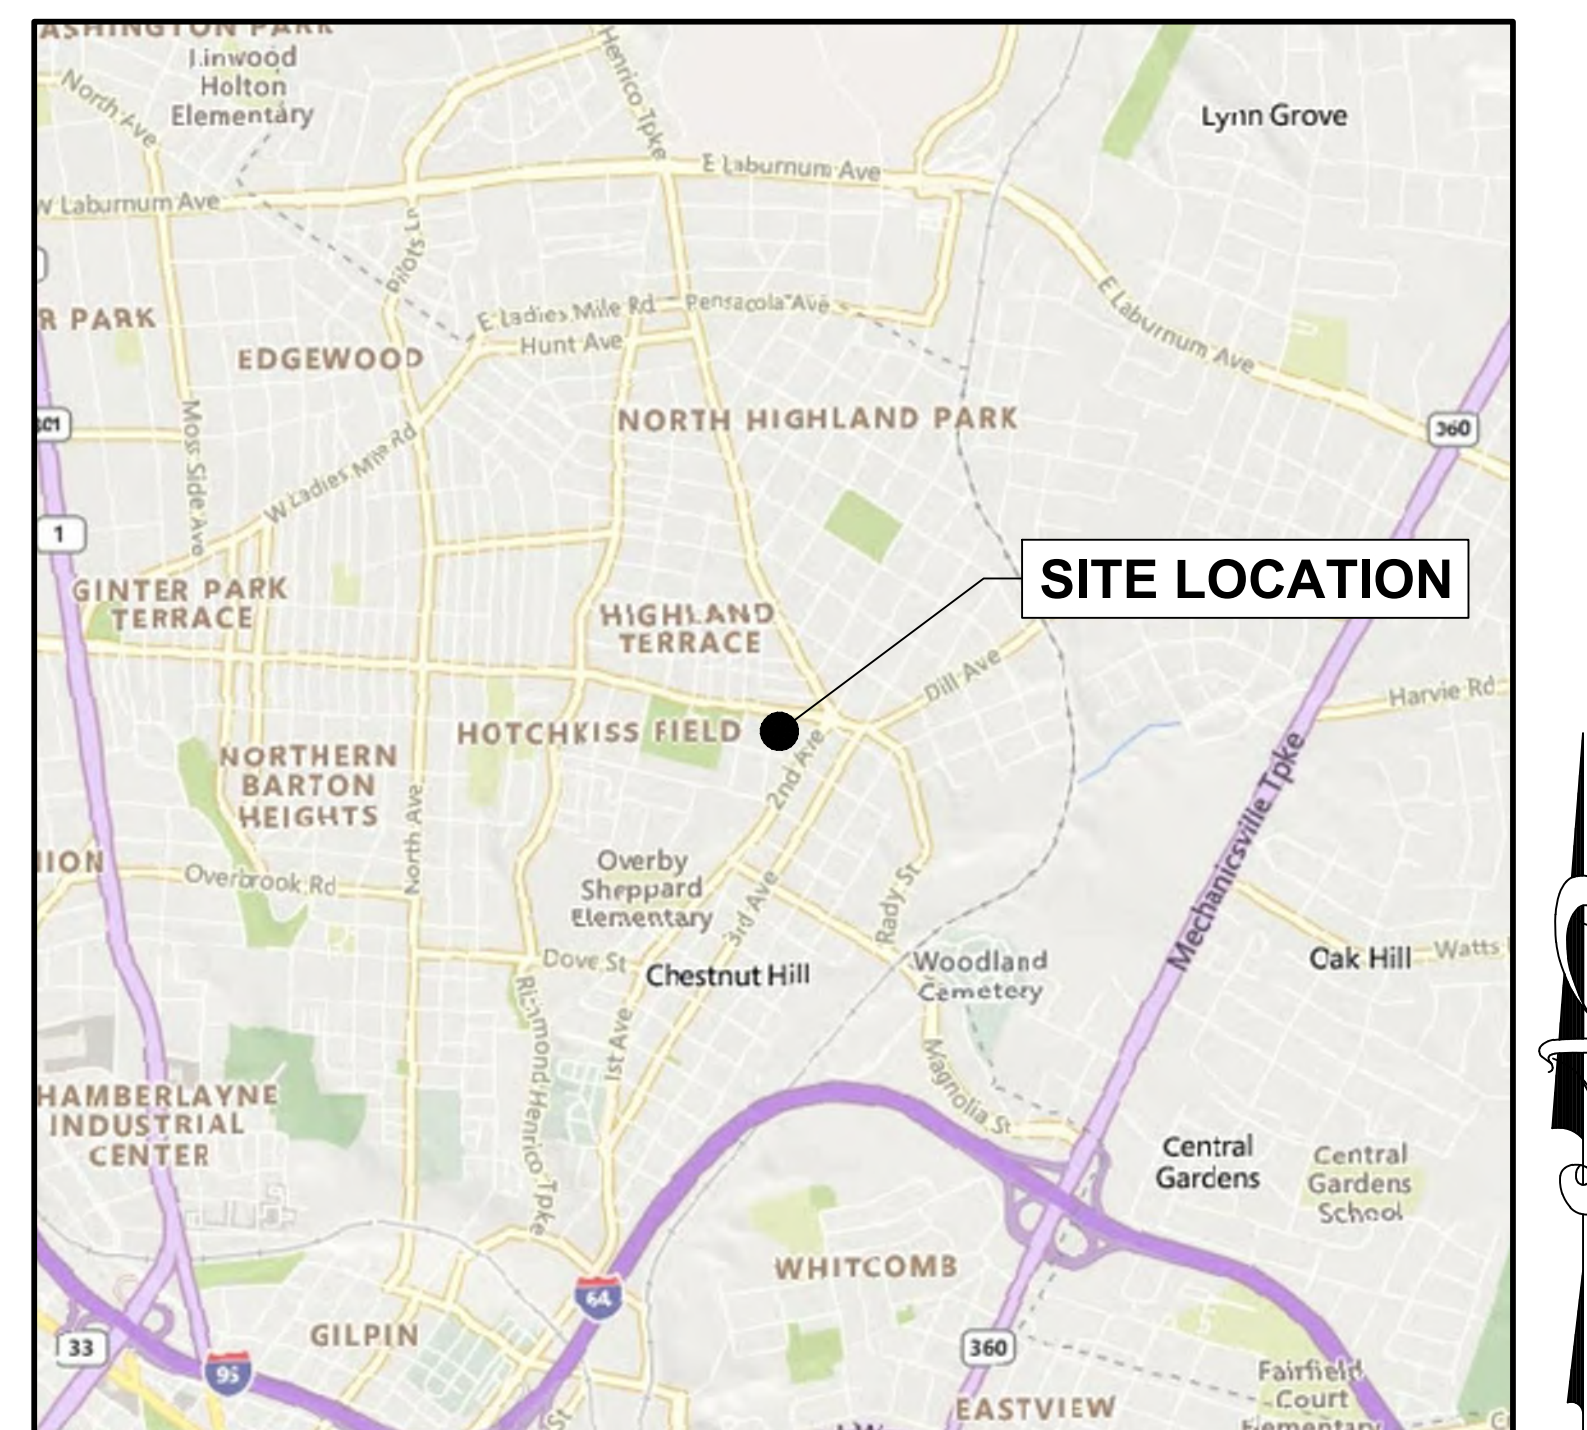 ASHINGTON PARK
Linwood
Holton
Elementary
Henrico Tpke
North Ave
Lynn Grove
E Laburnum Ave
W Laburnum Ave
Pilots Ln
E Ladies Mile Rd
Pensacola Ave
E Laburnum Ave
R PARK
Hunt Ave
EDGEWOOD
NORTH HIGHLAND PARK
360
Moss Side Ave
W Ladies Mile Rd
1
SITE LOCATION
GINTER PARK
TERRACE
HIGHLAND
TERRACE
Dill Ave
Harvie Rd
HOTCHKISS FIELD
2nd Ave
NORTHERN
BARTON
HEIGHTS
North Ave
Mechanicsville Tpke
Overbrook Rd
Overby
Sheppard
Elementary
3rd Ave
Rady St
Dove St
Chestnut Hill
Woodland
Cemetery
Oak Hill
Watts
Richmond Henrico Tpke
1st Ave
Magnolia St
HAMBERLAYNE
INDUSTRIAL
CENTER
Central
Gardens
Central
Gardens
School
WHITCOMB
64
GILPIN
33
95
360
Fairfield
Court
Elementary
EASTVIEW
St